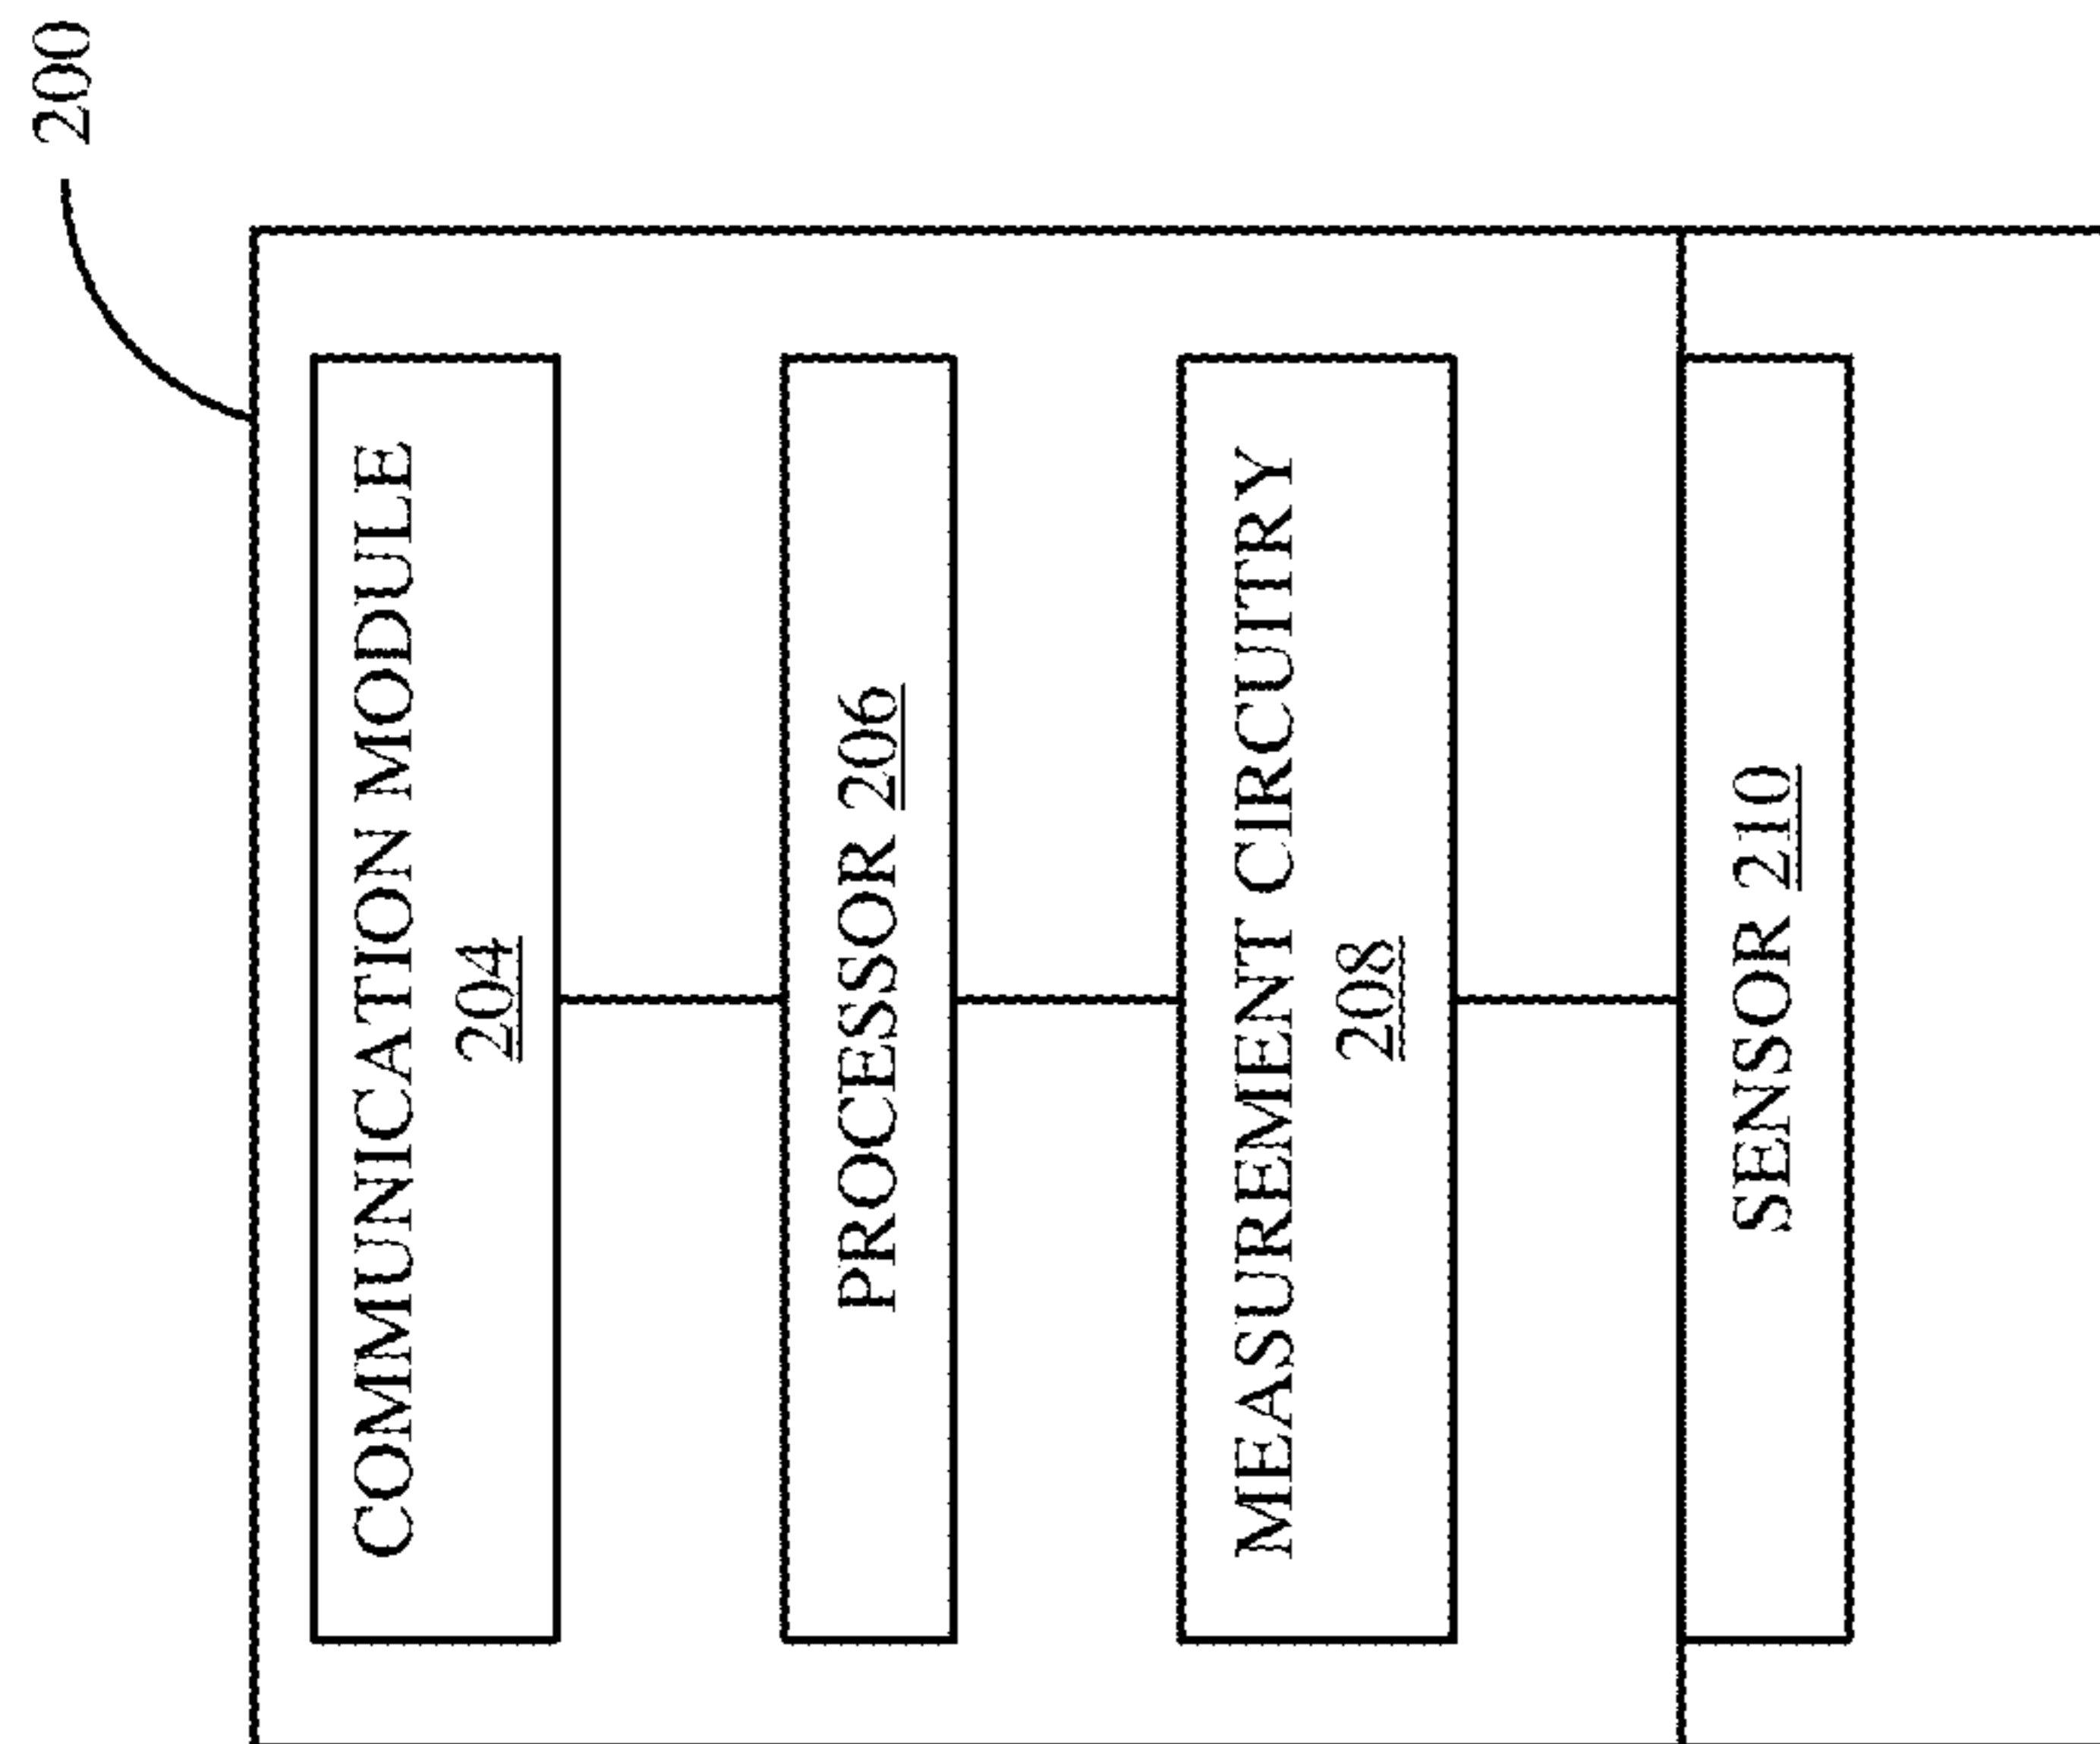 200
COMMUNICATION MODULE
204
PROCESSOR 206
MEASUREMENT CIRCUITRY
208
SENSOR 210